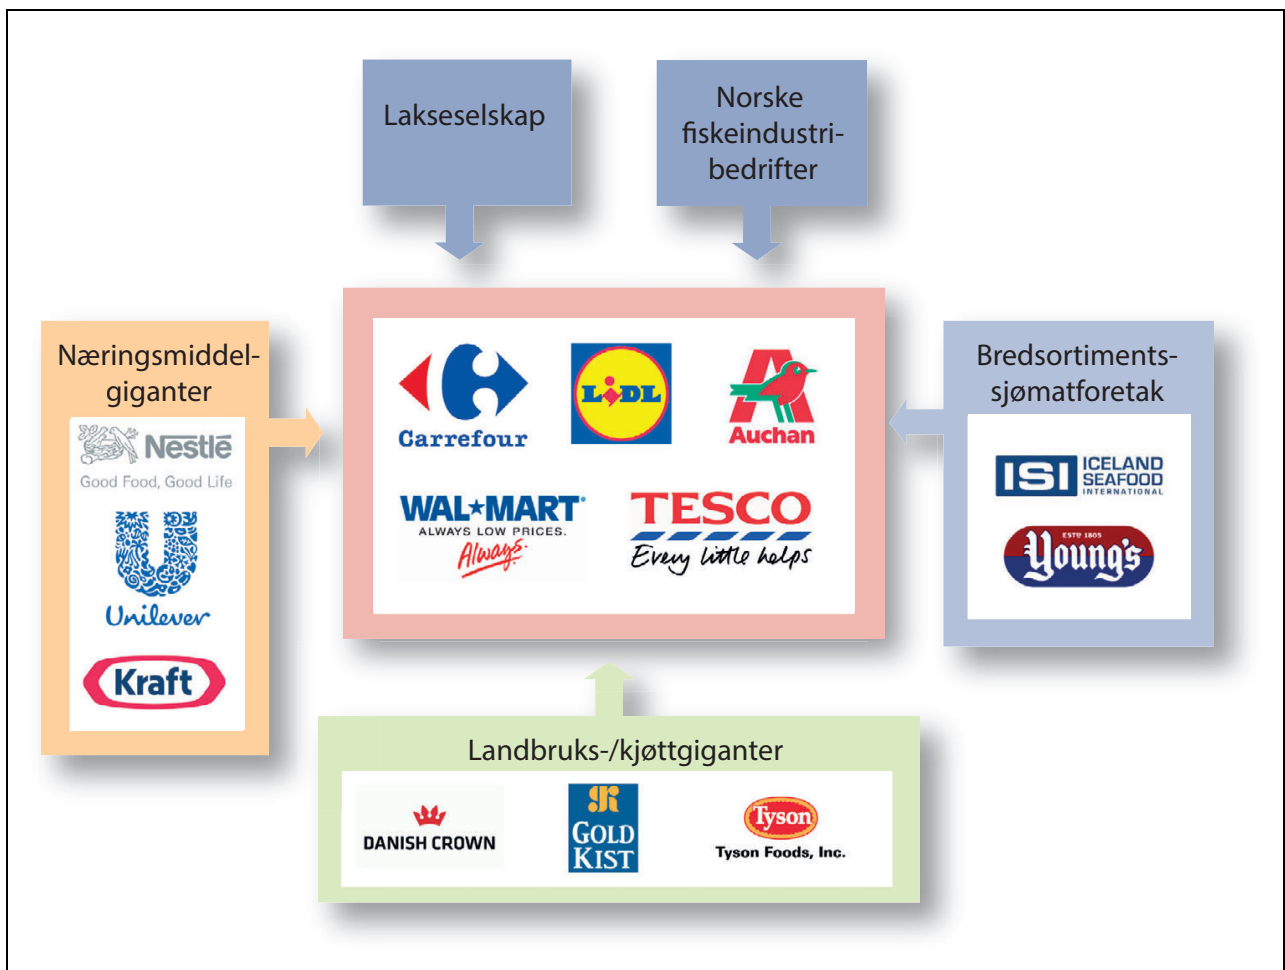 Lakseselskap
Norske
fiskeindustri-
bedrifter
Næringsmiddel-
giganter
Nestlé
Good Food, Good Life
Unilever
Kraft
Carrefour
LiDL
Auchan
WAL★MART®
ALWAYS LOW PRICES.
Always.
TESCO
Every little helps
Bredsortiments-
sjømatforetak
ISI ICELAND
SEAFOOD
INTERNATIONAL
ESTD 1805
Young's
Landbruks-/kjøttgiganter
DANISH CROWN
GOLD
KIST
Tyson
Tyson Foods, Inc.